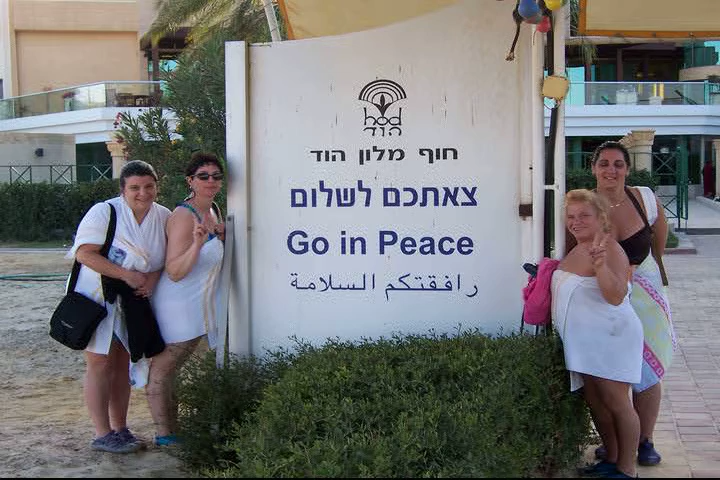 hod
הוד
חוף מלון הוד
צאתכם לשלום
Go in Peace
رافقتكم السلامة